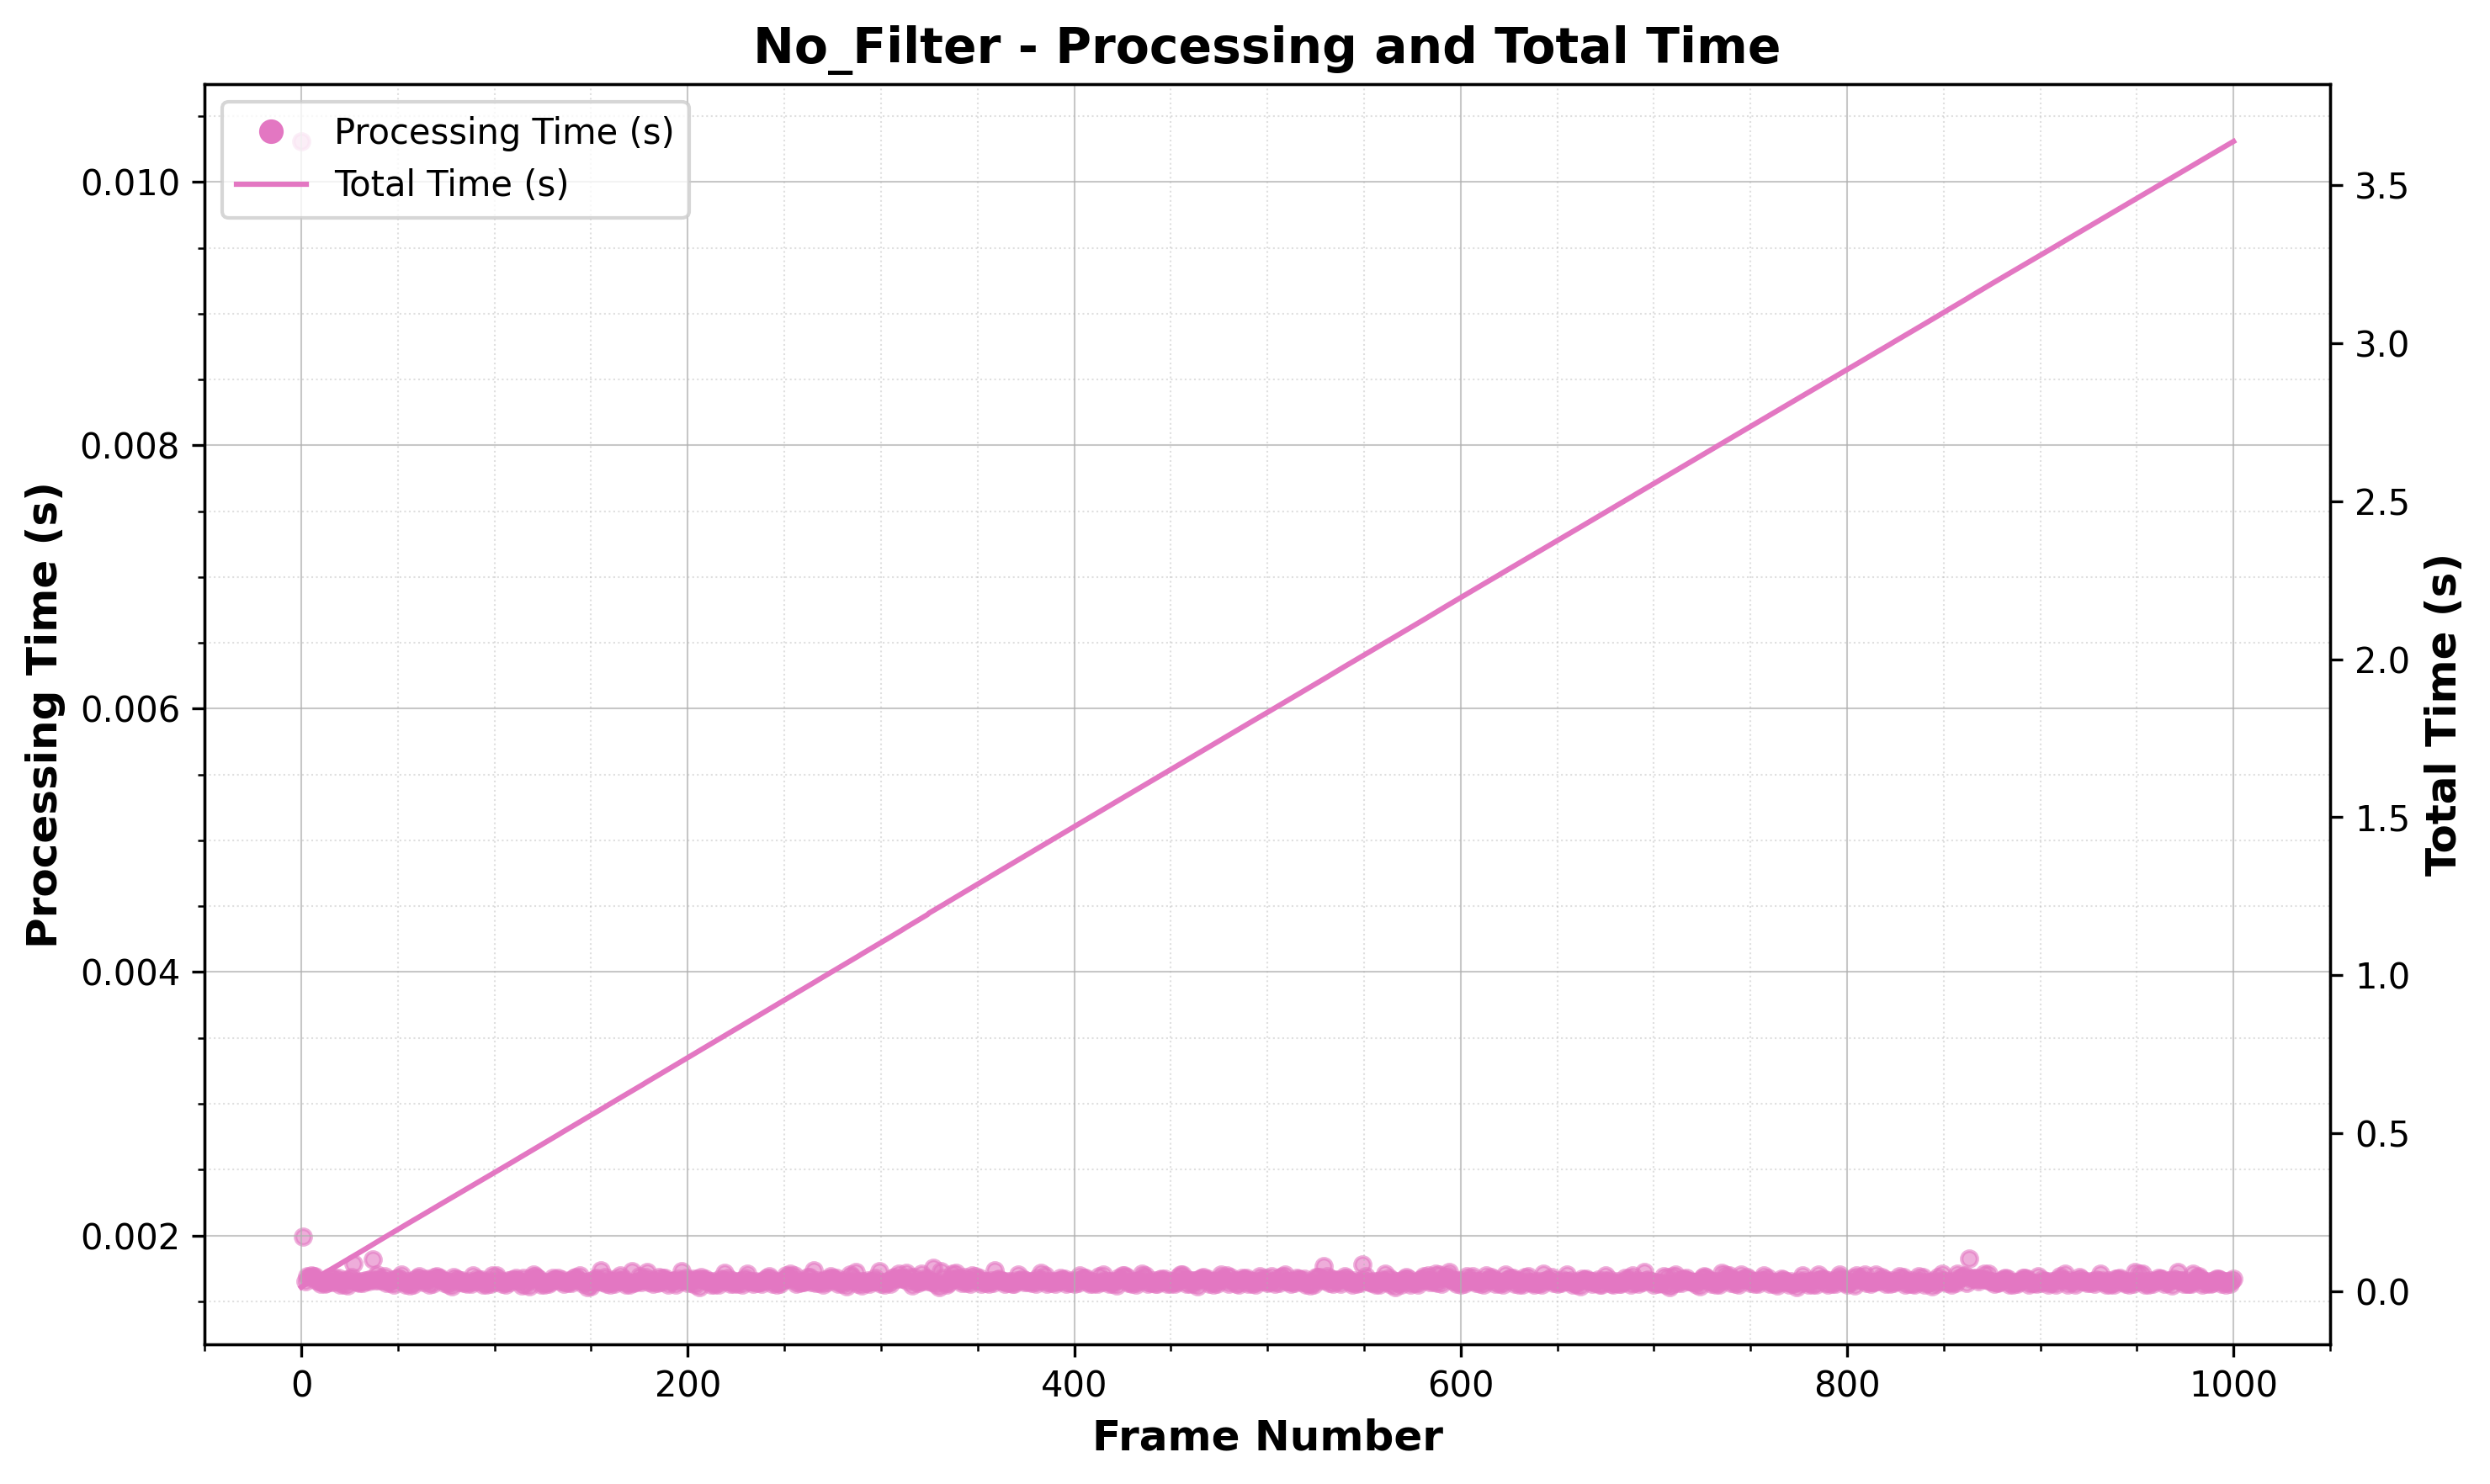 No_Filter - Processing and Total Time
Processing Time (s)
Total Time (s)
0.010
0.008
0.006
0.004
0.002
Processing Time (s)
3.5
3.0
2.5
2.0
1.5
1.0
0.5
0.0
Total Time (s)
0 200 400 600 800 1000
Frame Number